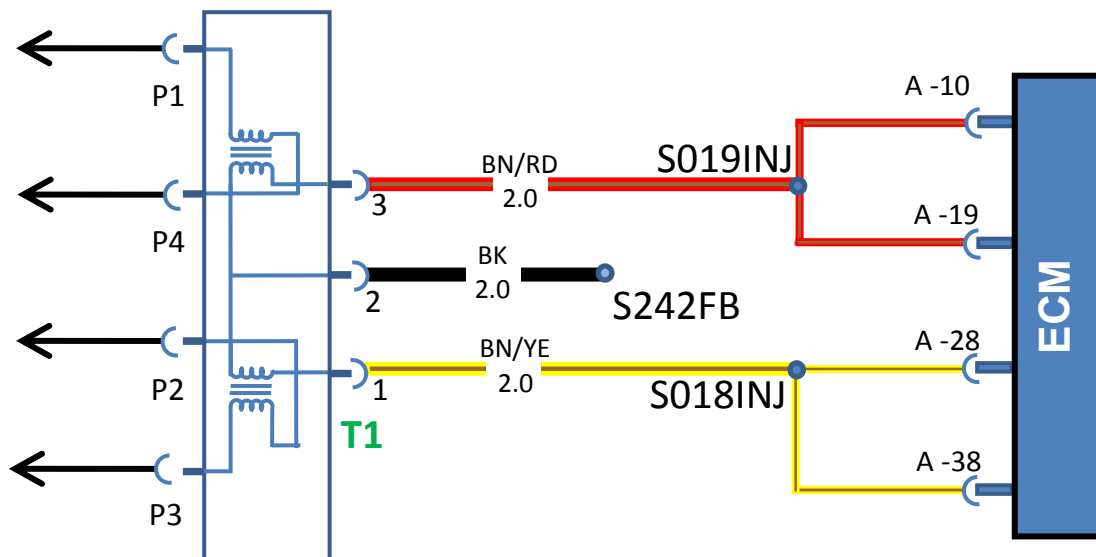 P1
P4
P2
P3
T1
3
2
1
BN/RD
2.0
BK
2.0
BN/YE
2.0
S019INJ
S242FB
S018INJ
A -10
A -19
A -28
A -38
ECM